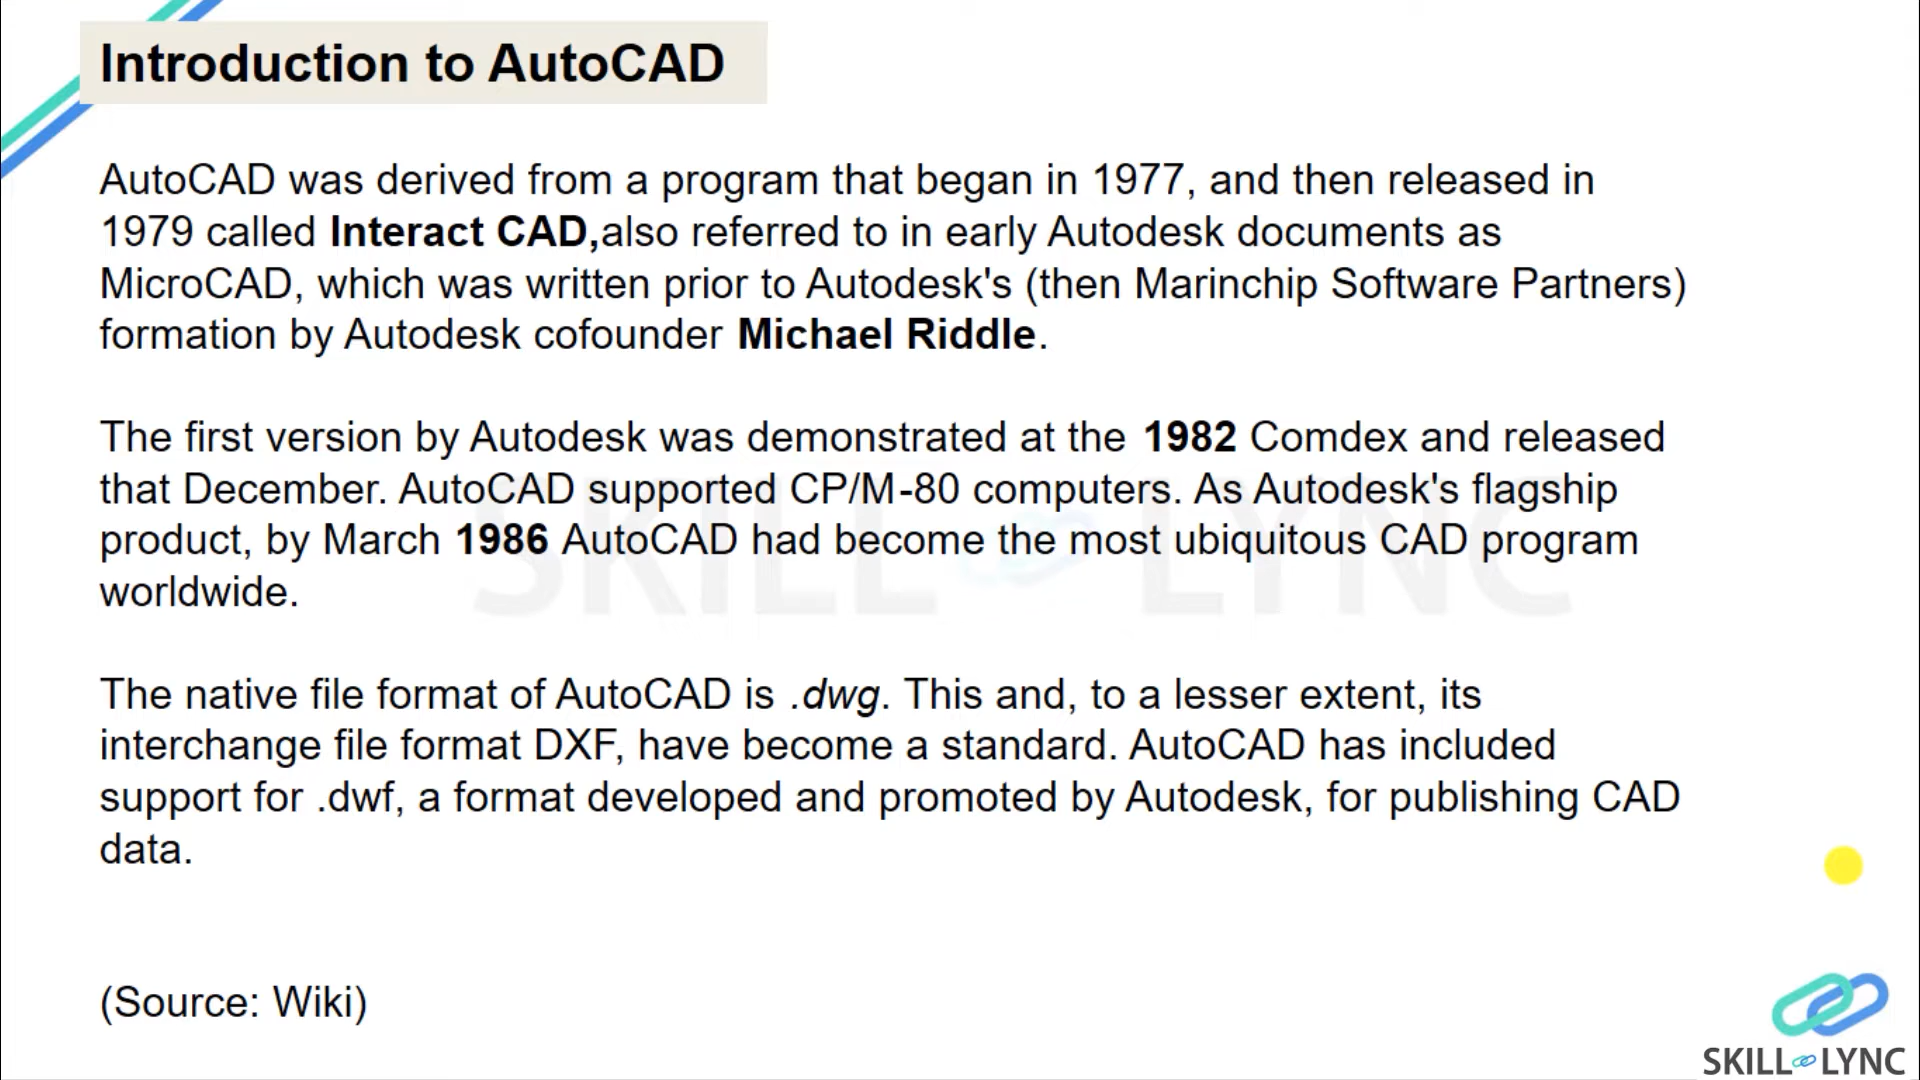 Introduction to AutoCAD
AutoCAD was derived from a program that began in 1977, and then released in
1979 called Interact CAD,also referred to in early Autodesk documents as
MicroCAD, which was written prior to Autodesk's (then Marinchip Software Partners)
formation by Autodesk cofounder Michael Riddle.
The first version by Autodesk was demonstrated at the 1982 Comdex and released
that December. AutoCAD supported CP/M-80 computers. As Autodesk's flagship
product, by March 1986 AutoCAD had become the most ubiquitous CAD program
worldwide.
SKILL LYNC
The native file format of AutoCAD is .dwg. This and, to a lesser extent, its
interchange file format DXF, have become a standard. AutoCAD has included
support for .dwf, a format developed and promoted by Autodesk, for publishing CAD
data.
(Source: Wiki)
SKILL LYNC